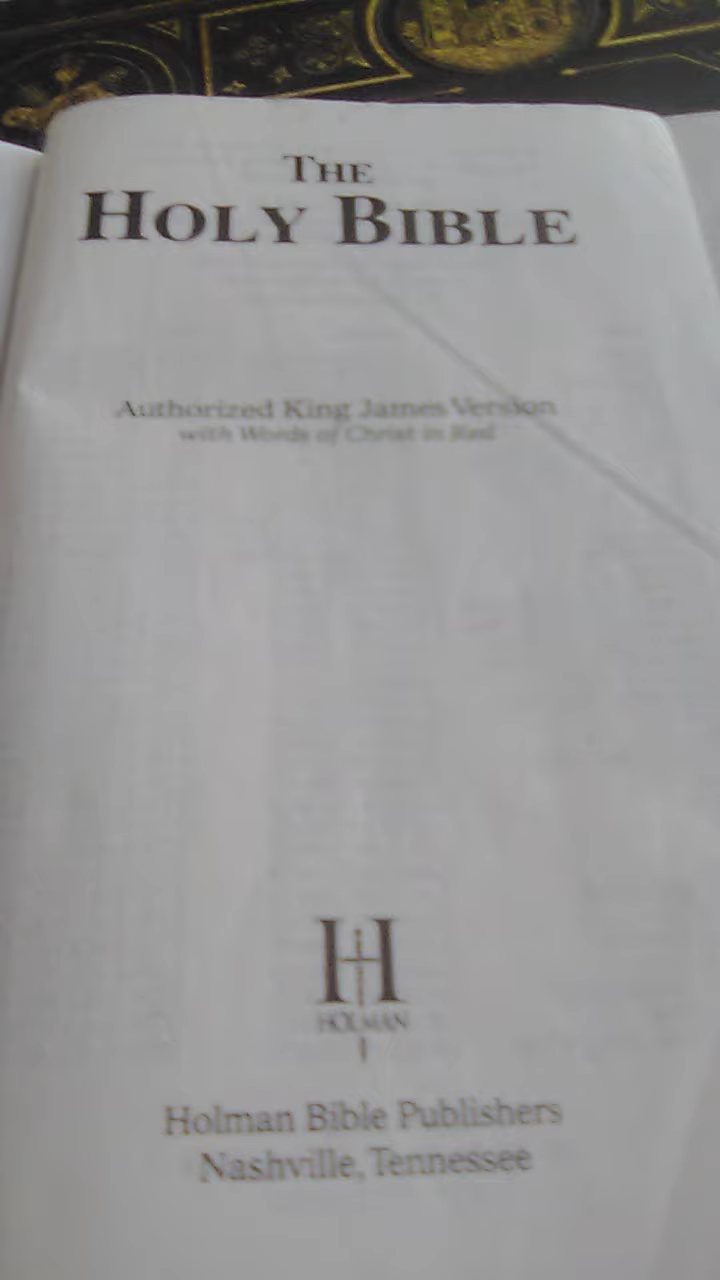 THE
HOLY BIBLE
Authorized King James Version
with Words of Christ in Red
H
HOLMAN
Holman Bible Publishers
Nashville, Tennessee